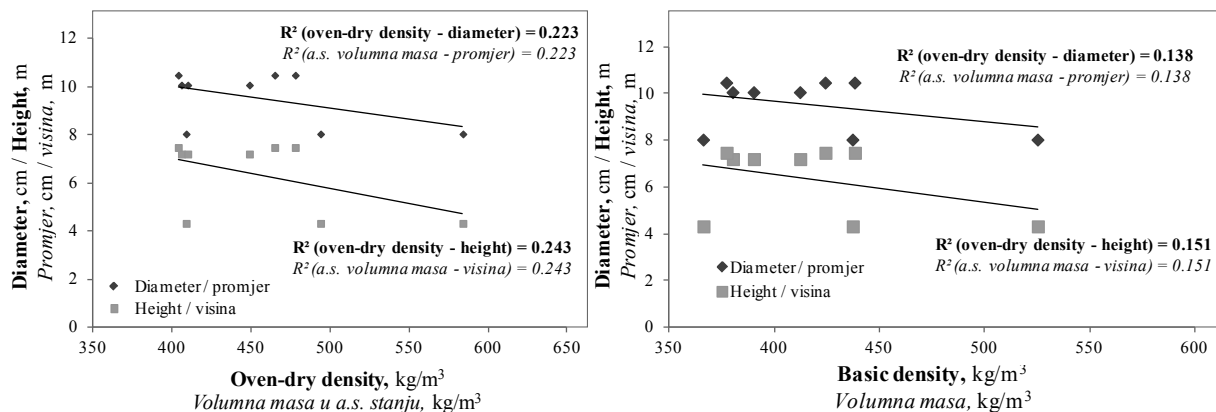 R² (oven-dry density - diameter) = 0.223
R² (a.s. volumna masa - promjer) = 0.223
12
10
8
6
4
2
0
Diameter, cm / Height, m
Promjer, cm / visina, m
R² (oven-dry density - height) = 0.243
R² (a.s. volumna masa - visina) = 0.243
Diameter / promjer
Height / visina
350 400 450 500 550 600 650
Oven-dry density, kg/m³
Volumna masa u a.s. stanju, kg/m³
R² (oven-dry density - diameter) = 0.138
R² (a.s. volumna masa - promjer) = 0.138
12
10
8
6
4
2
0
Diameter, cm / Height, m
Promjer, cm / visina, m
R² (oven-dry density - height) = 0.151
R² (a.s. volumna masa - visina) = 0.151
Diameter / promjer
Height / visina
350 400 450 500 550 600
Basic density, kg/m³
Volumna masa, kg/m³